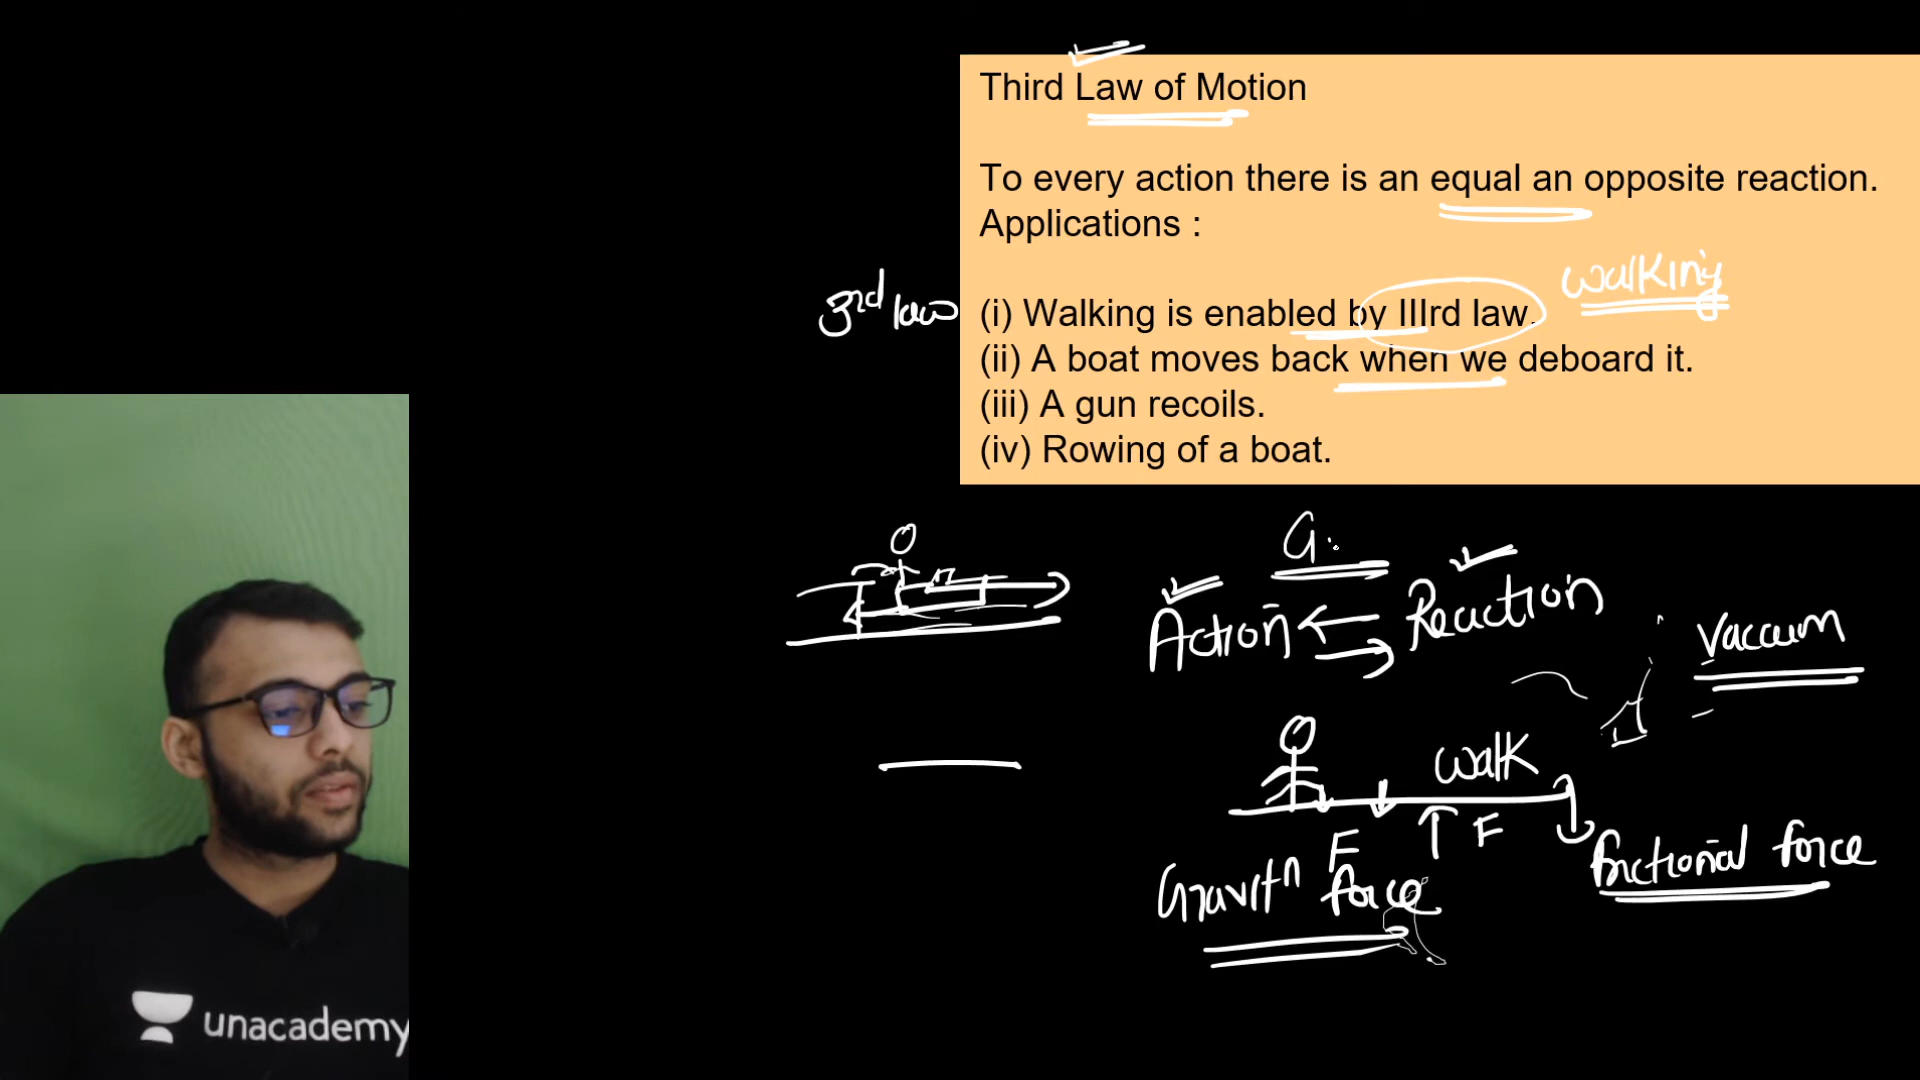 Third Law of Motion
To every action there is an equal an opposite reaction.
Applications :
walking
3rd law
(i) Walking is enabled by IIIrd law.
(ii) A boat moves back when we deboard it.
(iii) A gun recoils.
(iv) Rowing of a boat.
G
Action Reaction
Vaccum
Walk
F
F
frictional force
Gravitn force
unacademy